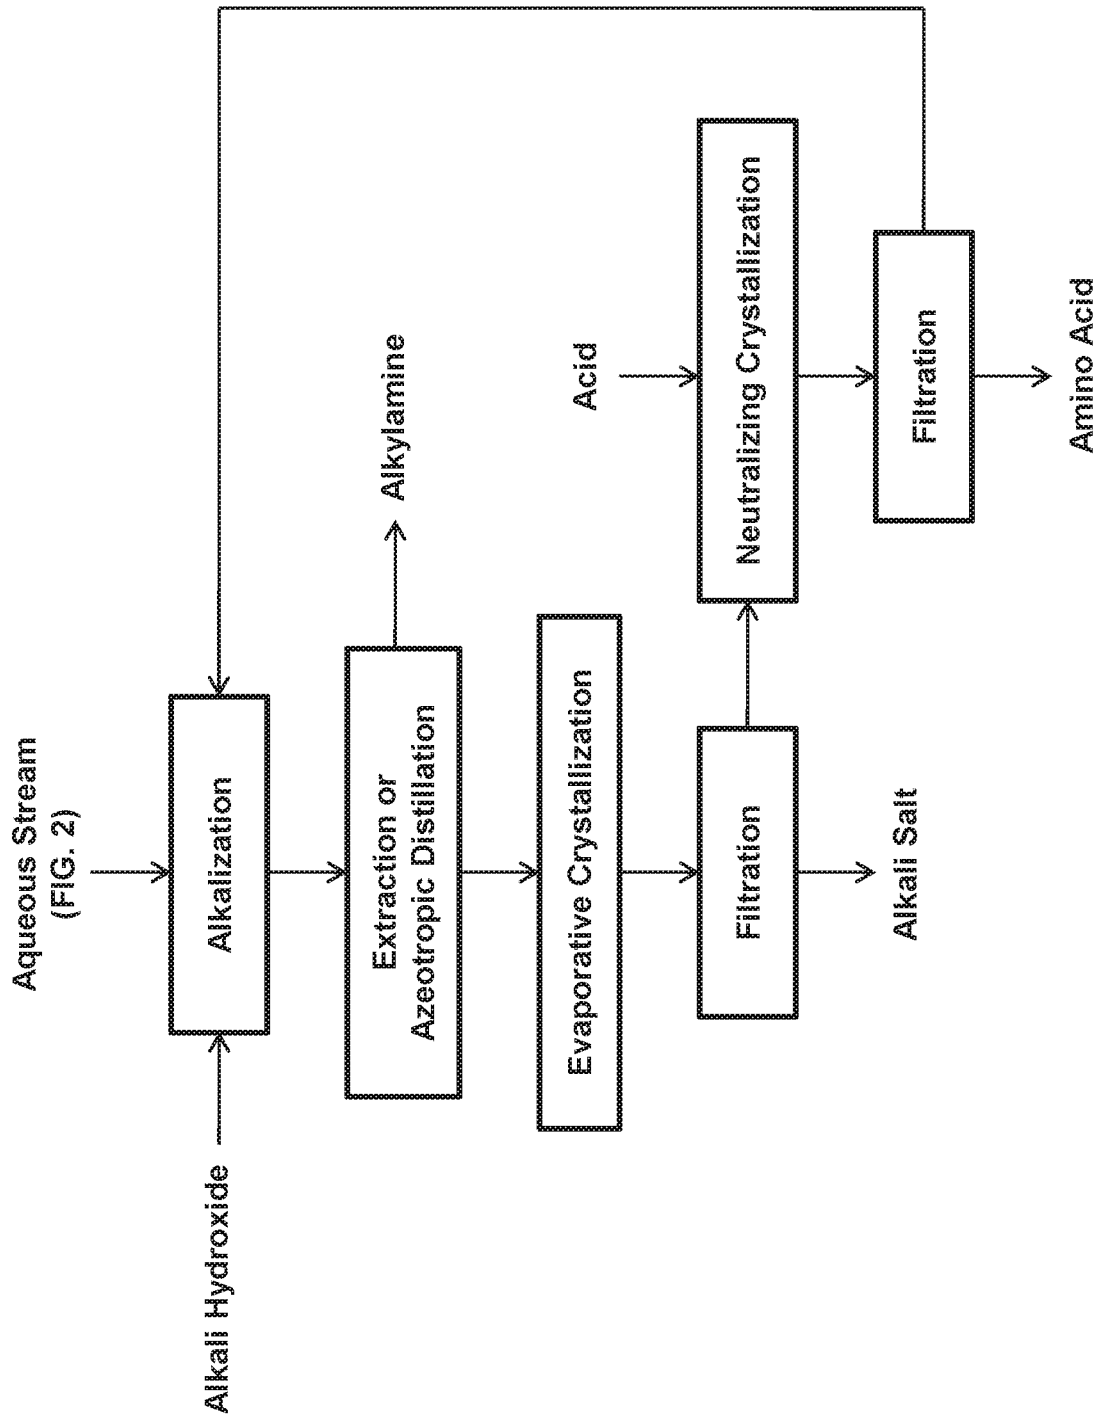 Aqueous Stream
(FIG. 2)
Alkali Hydroxide
Alkalization
Extraction or
Azeotropic Distillation
Alkylamine
Evaporative Crystallization
Filtration
Alkali Salt
Acid
Neutralizing Crystallization
Filtration
Amino Acid